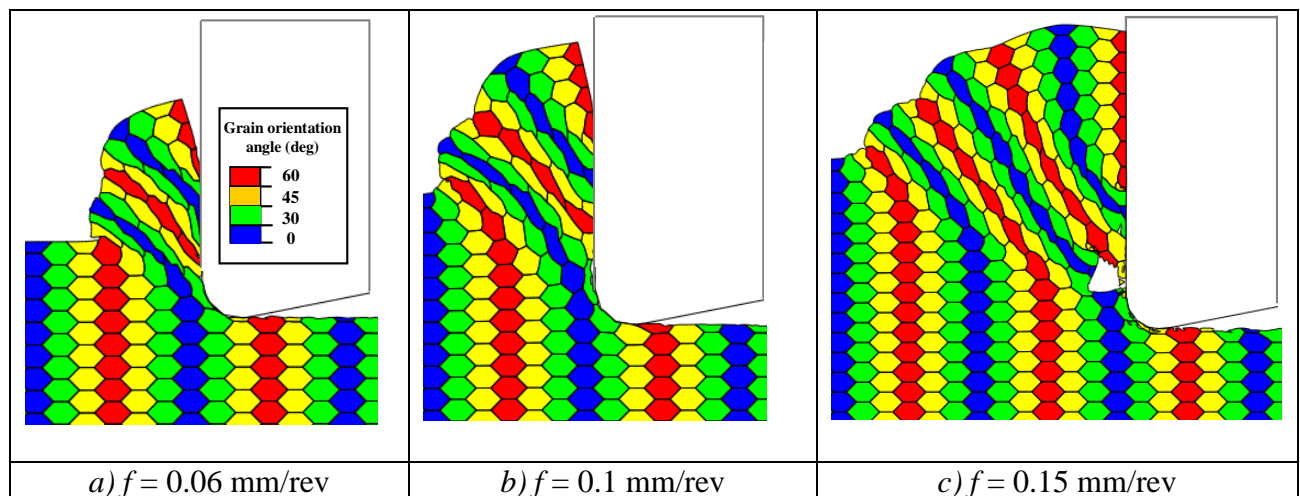 Grain orientation
angle (deg)
60
45
30
0
a) f = 0.06 mm/rev
b) f = 0.1 mm/rev
c) f = 0.15 mm/rev